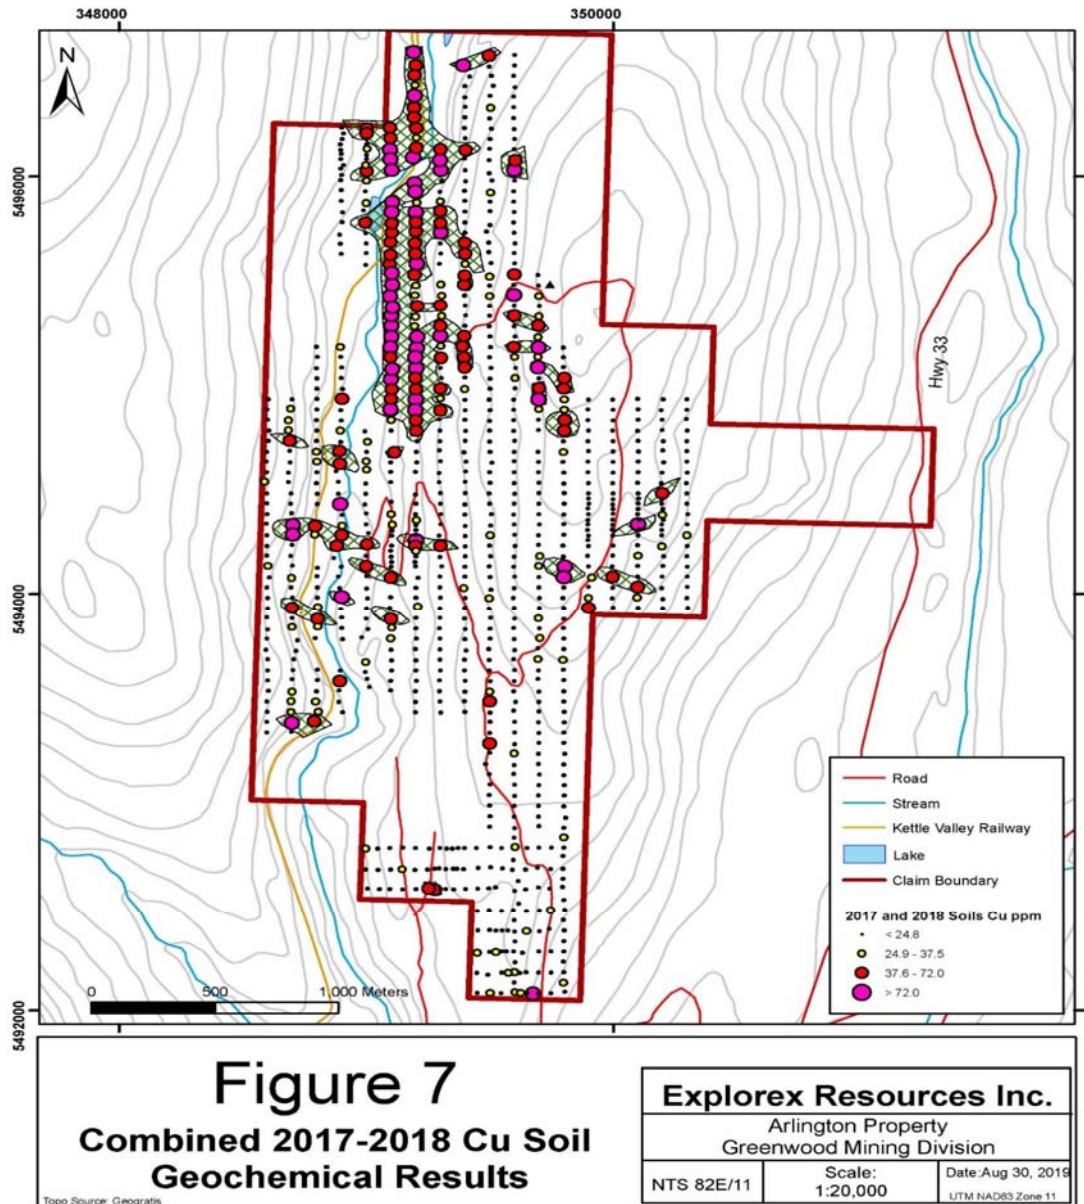 348000
350000
N
5496000
Hwy 33
5494000
Road
Stream
Kettle Valley Railway
Lake
Claim Boundary
2017 and 2018 Soils Cu ppm
< 24.8
24.9 - 37.5
37.6 - 72.0
> 72.0
0 500 1,000 Meters
5492000
Figure 7
Combined 2017-2018 Cu Soil
Geochemical Results
Topo Source: Geogratis
Explorex Resources Inc.
Arlington Property
Greenwood Mining Division
NTS 82E/11
Scale:
1:20,000
Date:Aug 30, 2019
UTM NAD83 Zone 11